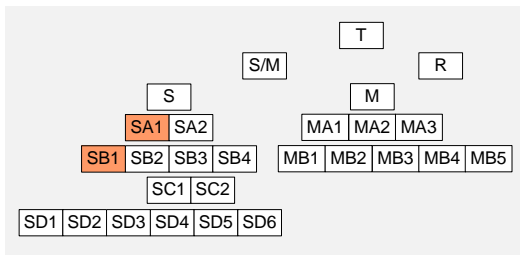 T
S/M R
S M
SA1 SA2 MA1 MA2 MA3
SB1 SB2 SB3 SB4 MB1 MB2 MB3 MB4 MB5
SC1 SC2
SD1 SD2 SD3 SD4 SD5 SD6